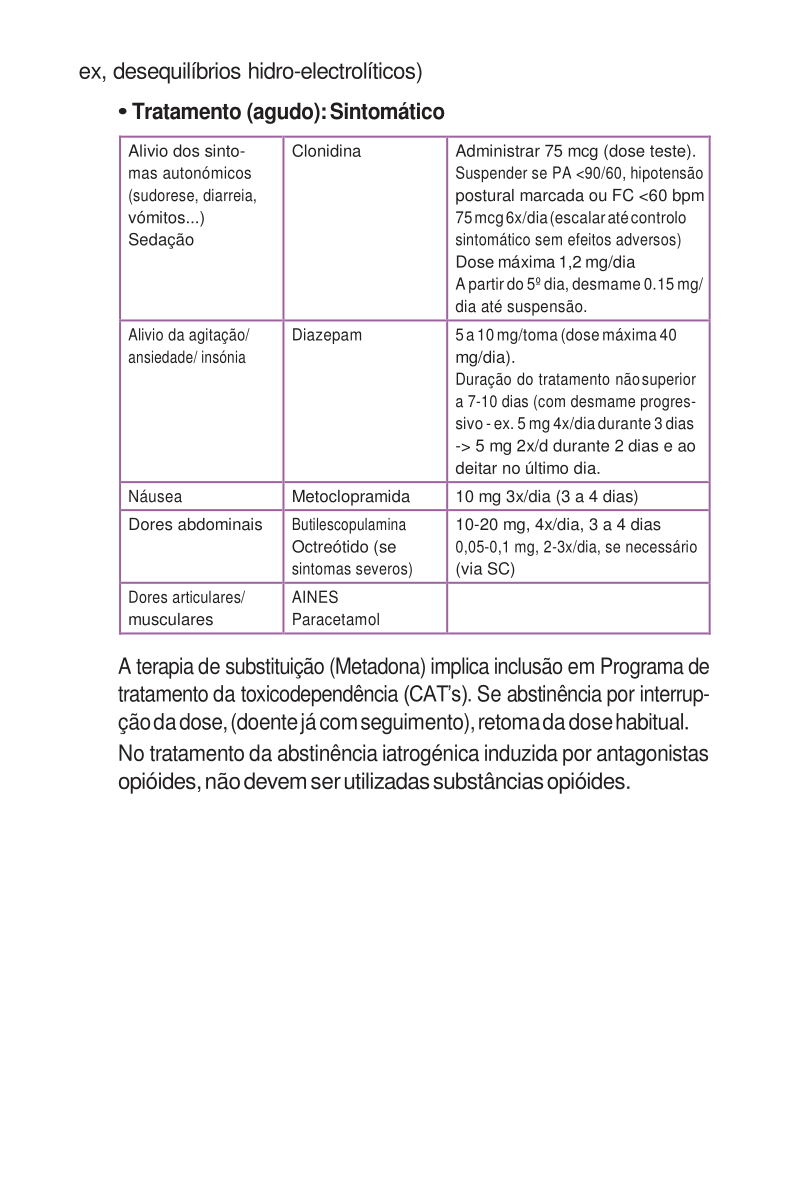 ex, desequilíbrios hidro-electrolíticos)
• Tratamento (agudo): Sintomático
Alivio dos sinto-
mas autonómicos
(sudorese, diarreia,
vómitos...)
Sedação
Clonidina
Administrar 75 mcg (dose teste).
Suspender se PA <90/60, hipotensão
postural marcada ou FC <60 bpm
75 mcg 6x/dia (escalar até controlo
sintomático sem efeitos adversos)
Dose máxima 1,2 mg/dia
A partir do 5º dia, desmame 0.15 mg/
dia até suspensão.
Alivio da agitação/
ansiedade/ insónia
Diazepam
5 a 10 mg/toma (dose máxima 40
mg/dia).
Duração do tratamento não superior
a 7-10 dias (com desmame progres-
sivo - ex. 5 mg 4x/dia durante 3 dias
-> 5 mg 2x/d durante 2 dias e ao
deitar no último dia.
Náusea
Metoclopramida
10 mg 3x/dia (3 a 4 dias)
Dores abdominais
Butilescopulamina
Octreótido (se
sintomas severos)
10-20 mg, 4x/dia, 3 a 4 dias
0,05-0,1 mg, 2-3x/dia, se necessário
(via SC)
Dores articulares/
musculares
AINES
Paracetamol
A terapia de substituição (Metadona) implica inclusão em Programa de
tratamento da toxicodependência (CAT's). Se abstinência por interrup-
ção da dose, (doente já com seguimento), retoma da dose habitual.
No tratamento da abstinência iatrogénica induzida por antagonistas
opióides, não devem ser utilizadas substâncias opióides.